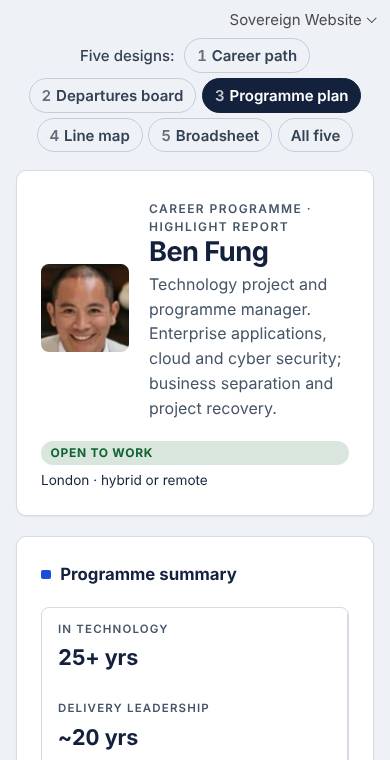 Sovereign Website
Five designs: 1 Career path
2 Departures board 3 Programme plan
4 Line map 5 Broadsheet All five
CAREER PROGRAMME ·
HIGHLIGHT REPORT
Ben Fung
Technology project and
programme manager.
Enterprise applications,
cloud and cyber security;
business separation and
project recovery.
OPEN TO WORK
London · hybrid or remote
Programme summary
IN TECHNOLOGY
25+ yrs
DELIVERY LEADERSHIP
~20 yrs